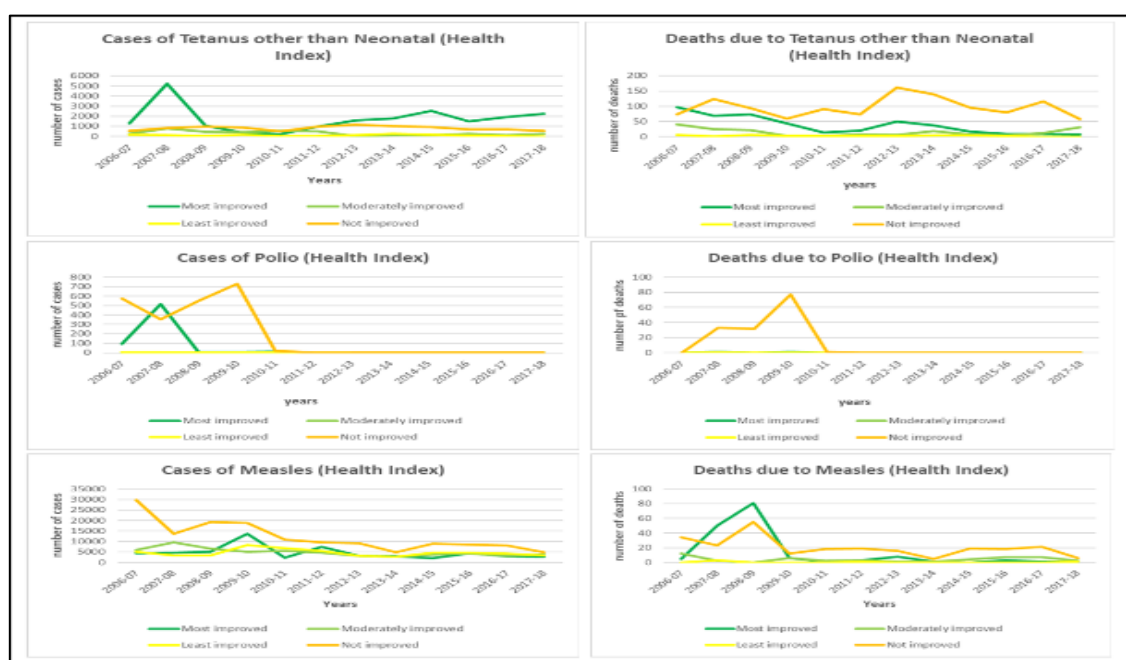 Cases of Tetanus other than Neonatal (Health
Index)
number of cases
6000
5000
4000
3000
2000
1000
0
2006-07
2007-08
2008-09
2009-10
2010-11
2011-12
2012-13
2013-14
2014-15
2015-16
2016-17
2017-18
Years
Most improved
Moderately improved
Least improved
Not improved
Deaths due to Tetanus other than Neonatal
(Health Index)
number of deaths
200
150
100
50
0
2006-07
2007-08
2008-09
2009-10
2010-11
2011-12
2012-13
2013-14
2014-15
2015-16
2016-17
2017-18
years
Most improved
Moderately improved
Least improved
Not improved
Cases of Polio (Health Index)
number of cases
800
700
600
500
400
300
200
100
0
2006-07
2007-08
2008-09
2009-10
2010-11
2011-12
2012-13
2013-14
2014-15
2015-16
2016-17
2017-18
years
Most improved
Moderately improved
Least improved
Not improved
Deaths due to Polio (Health Index)
number pf deaths
100
80
60
40
20
0
2006-07
2007-08
2008-09
2009-10
2010-11
2011-12
2012-13
2013-14
2014-15
2015-16
2016-17
2017-18
years
Most improved
Moderately improved
Least improved
Not improved
Cases of Measles (Health Index)
number of cases
35000
30000
25000
20000
15000
10000
5000
0
2006-07
2007-08
2008-09
2009-10
2010-11
2011-12
2012-13
2013-14
2014-15
2015-16
2016-17
2017-18
Years
Most improved
Moderately improved
Least improved
Not improved
Deaths due to Measles (Health Index)
number of deaths
100
80
60
40
20
0
2006-07
2007-08
2008-09
2009-10
2010-11
2011-12
2012-13
2013-14
2014-15
2015-16
2016-17
2017-18
Years
Most improved
Moderately improved
Least improved
Not improved